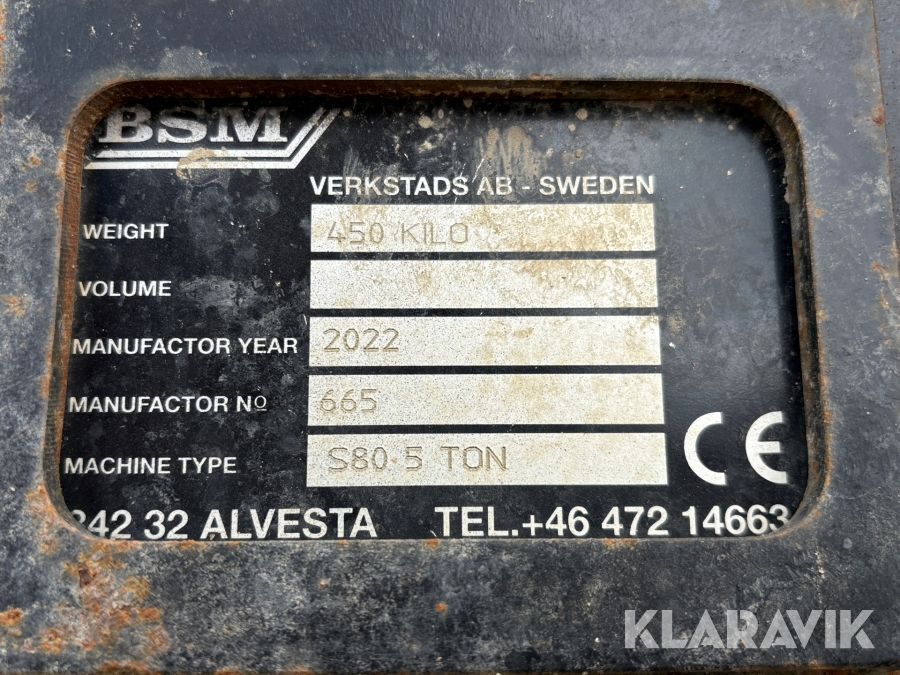 BSM
VERKSTADS AB - SWEDEN
WEIGHT 450 KILO
VOLUME
MANUFACTOR YEAR 2022
MANUFACTOR Nº 665
MACHINE TYPE S80 5 TON
CE
342 32 ALVESTA TEL.+46 472 14663
KLARAVIK